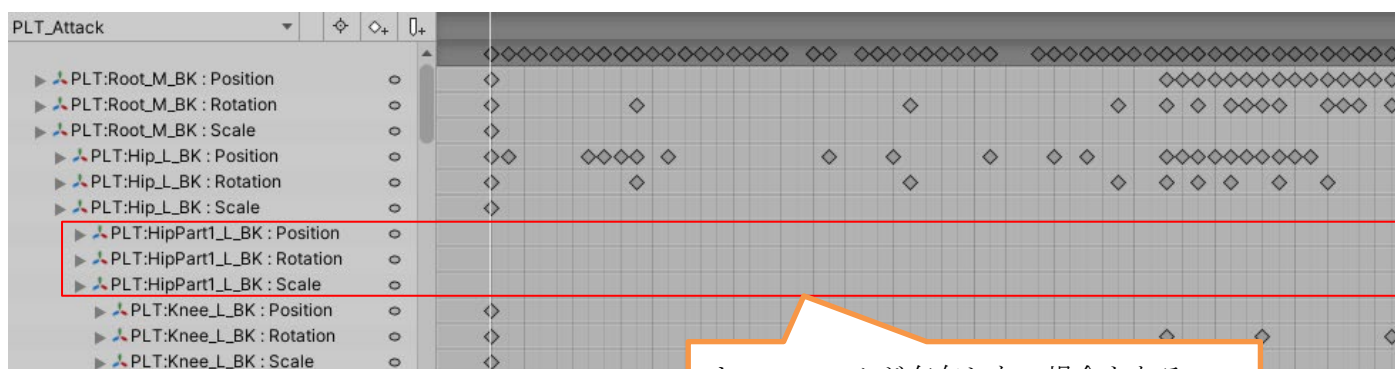 PLT_Attack
PLT:Root_M_BK : Position
PLT:Root_M_BK : Rotation
PLT:Root_M_BK : Scale
PLT:Hip_L_BK : Position
PLT:Hip_L_BK : Rotation
PLT:Hip_L_BK : Scale
PLT:HipPart1_L_BK : Position
PLT:HipPart1_L_BK : Rotation
PLT:HipPart1_L_BK : Scale
PLT:Knee_L_BK : Position
PLT:Knee_L_BK : Rotation
PLT:Knee_L_BK : Scale